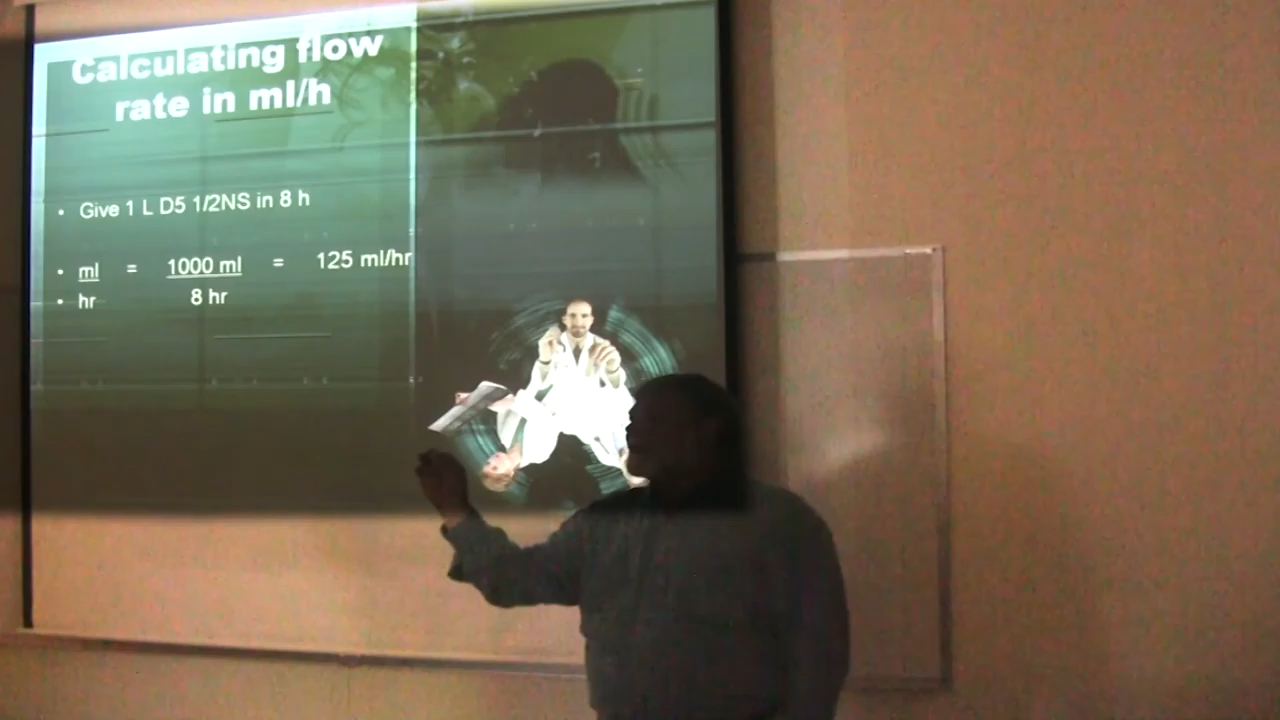 Calculating flow
rate in ml/h
• Give 1 L D5 1/2NS in 8 h
• ml = 1000 ml = 125 ml/hr
• hr 8 hr